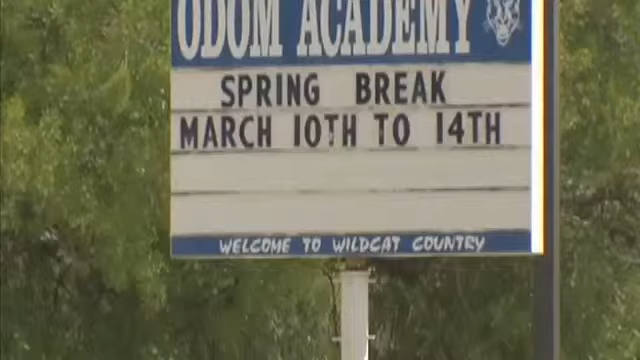 ODOM ACADEMY
SPRING BREAK
MARCH 10TH TO 14TH
WELCOME TO WILDCAT COUNTRY